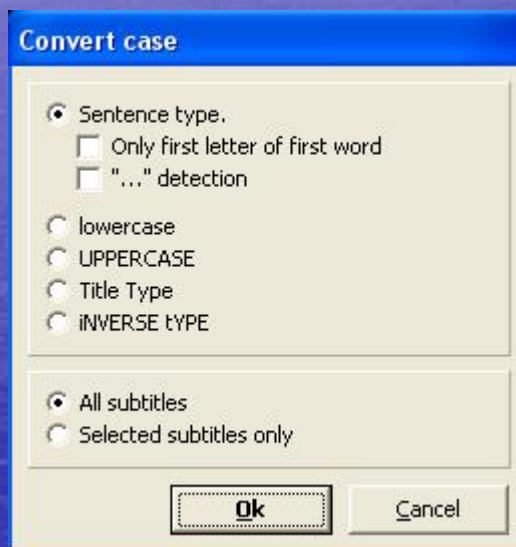 Convert case
Sentence type.
Only first letter of first word
"..." detection
lowercase
UPPERCASE
Title Type
iNVERSE tYPE
All subtitles
Selected subtitles only
Ok Cancel